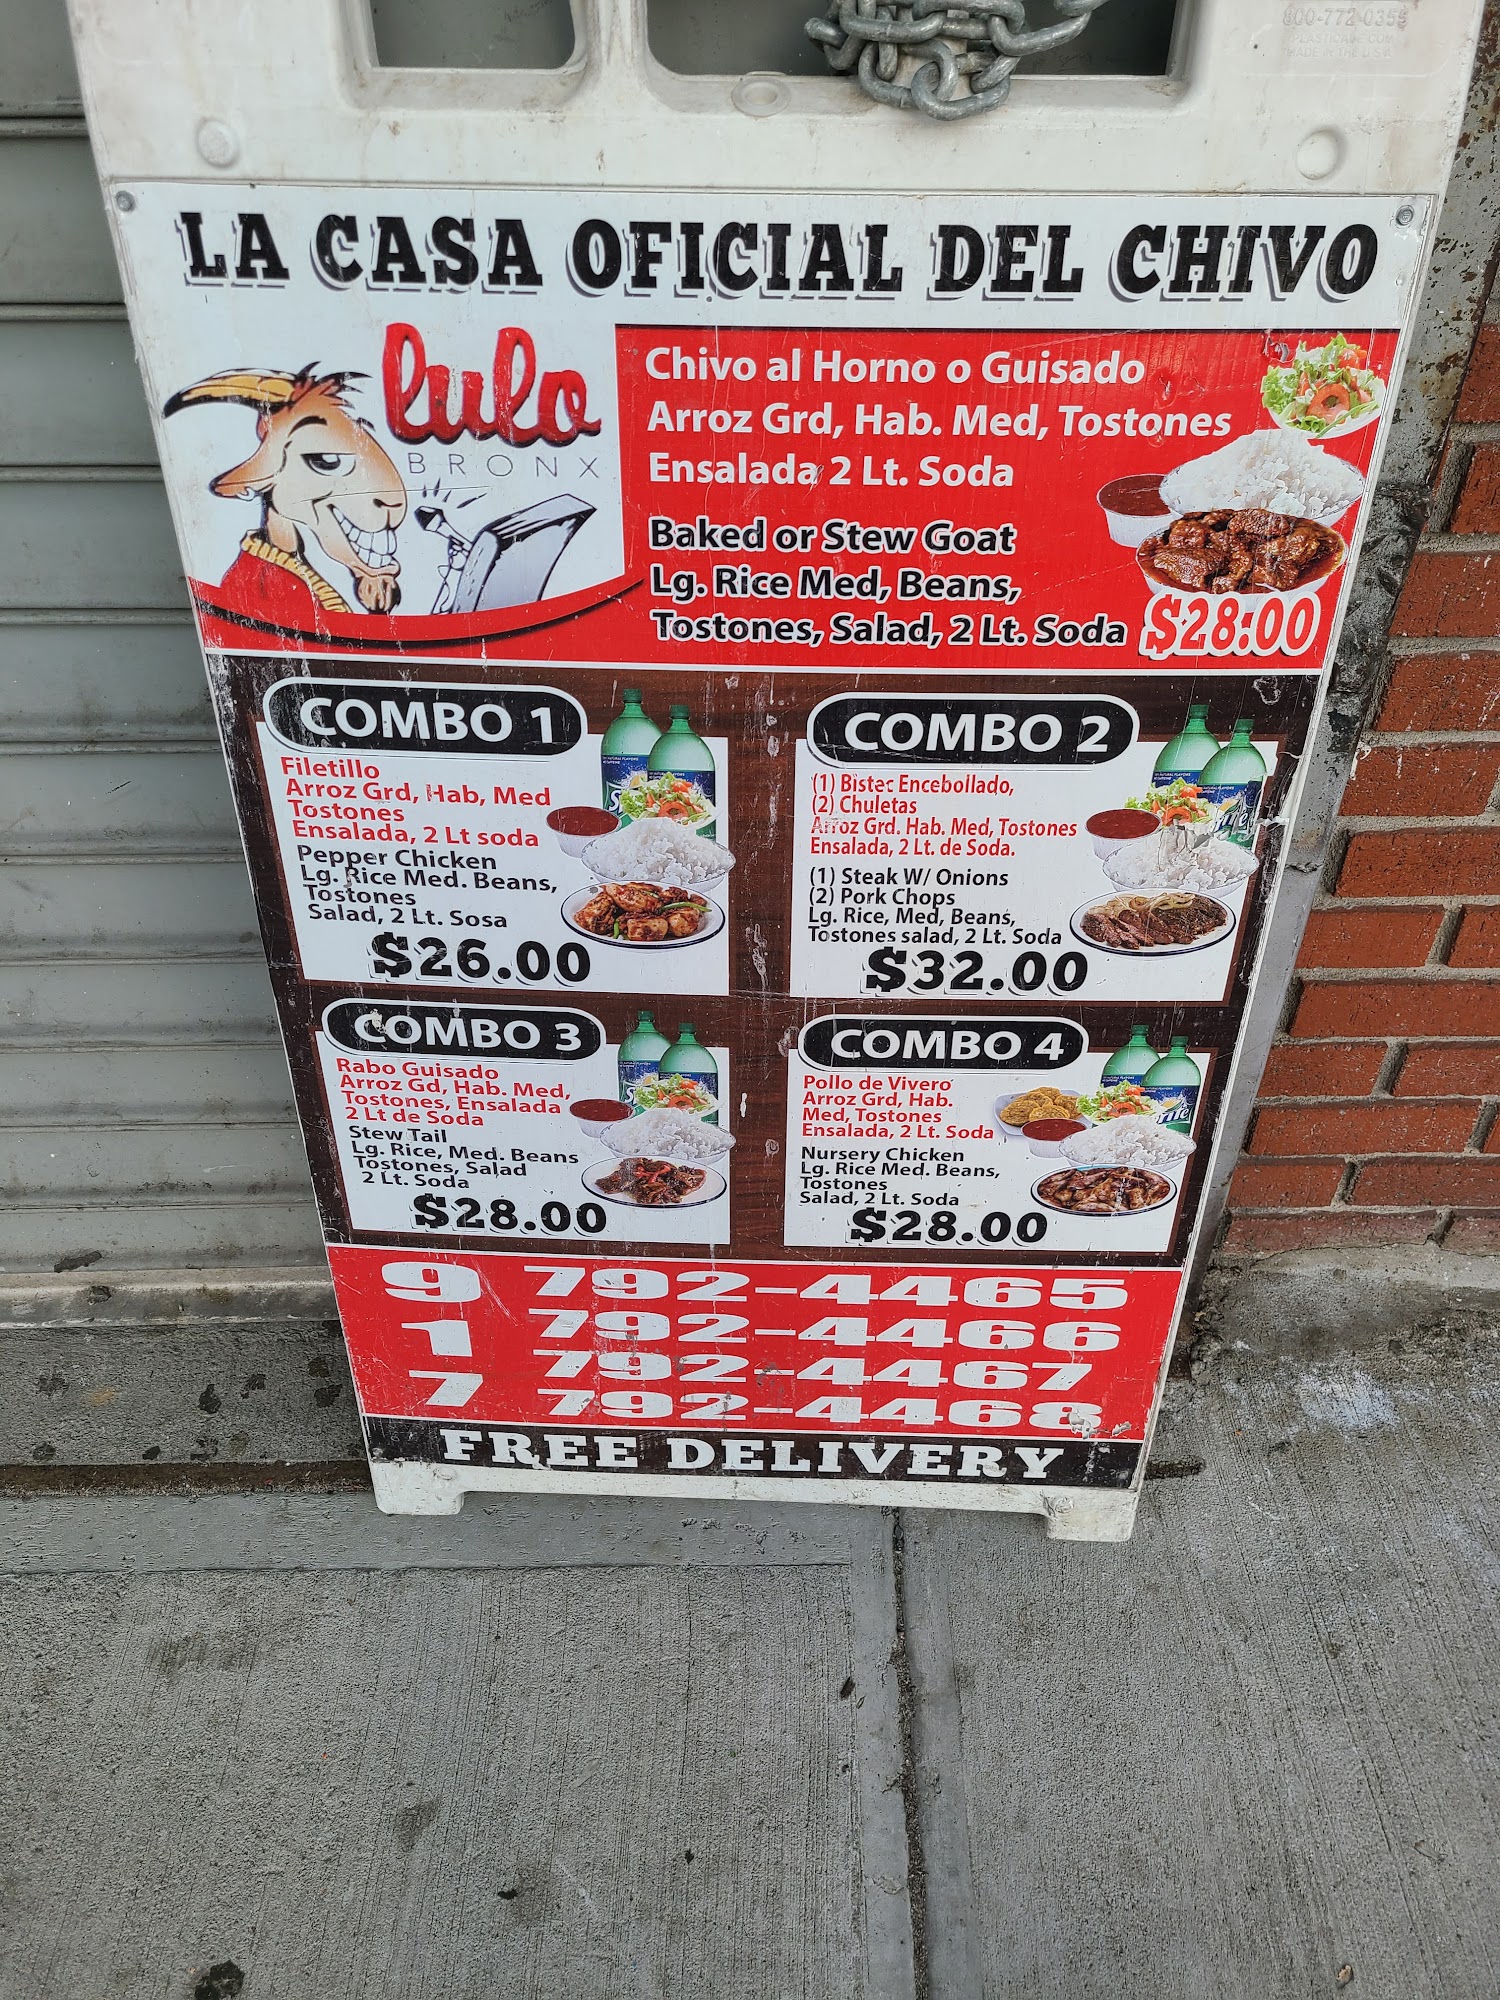 800-772-0355
PLASTICADE.COM
MADE IN THE U.S.A.
LA CASA OFICIAL DEL CHIVO
lulo
BRONX
Chivo al Horno o Guisado
Arroz Grd, Hab. Med, Tostones
Ensalada 2 Lt. Soda
Baked or Stew Goat
Lg. Rice Med, Beans,
Tostones, Salad, 2 Lt. Soda
$28.00
COMBO 1
Filetillo
Arroz Grd, Hab, Med
Tostones
Ensalada, 2 Lt soda
Pepper Chicken
Lg. Rice Med. Beans,
Tostones
Salad, 2 Lt. Sosa
$26.00
COMBO 2
(1) Bistec Encebollado,
(2) Chuletas
Arroz Grd. Hab. Med, Tostones
Ensalada, 2 Lt. de Soda.
(1) Steak W/ Onions
(2) Pork Chops
Lg. Rice, Med, Beans,
Tostones salad, 2 Lt. Soda
$32.00
COMBO 3
Rabo Guisado
Arroz Gd, Hab. Med,
Tostones, Ensalada
2 Lt de Soda
Stew Tail
Lg. Rice, Med. Beans
Tostones, Salad
2 Lt. Soda
$28.00
COMBO 4
Pollo de Vivero
Arroz Grd, Hab.
Med, Tostones
Ensalada, 2 Lt. Soda
Nursery Chicken
Lg. Rice Med. Beans,
Tostones
Salad, 2 Lt. Soda
$28.00
917
792-4465
792-4466
792-4467
792-4468
FREE DELIVERY